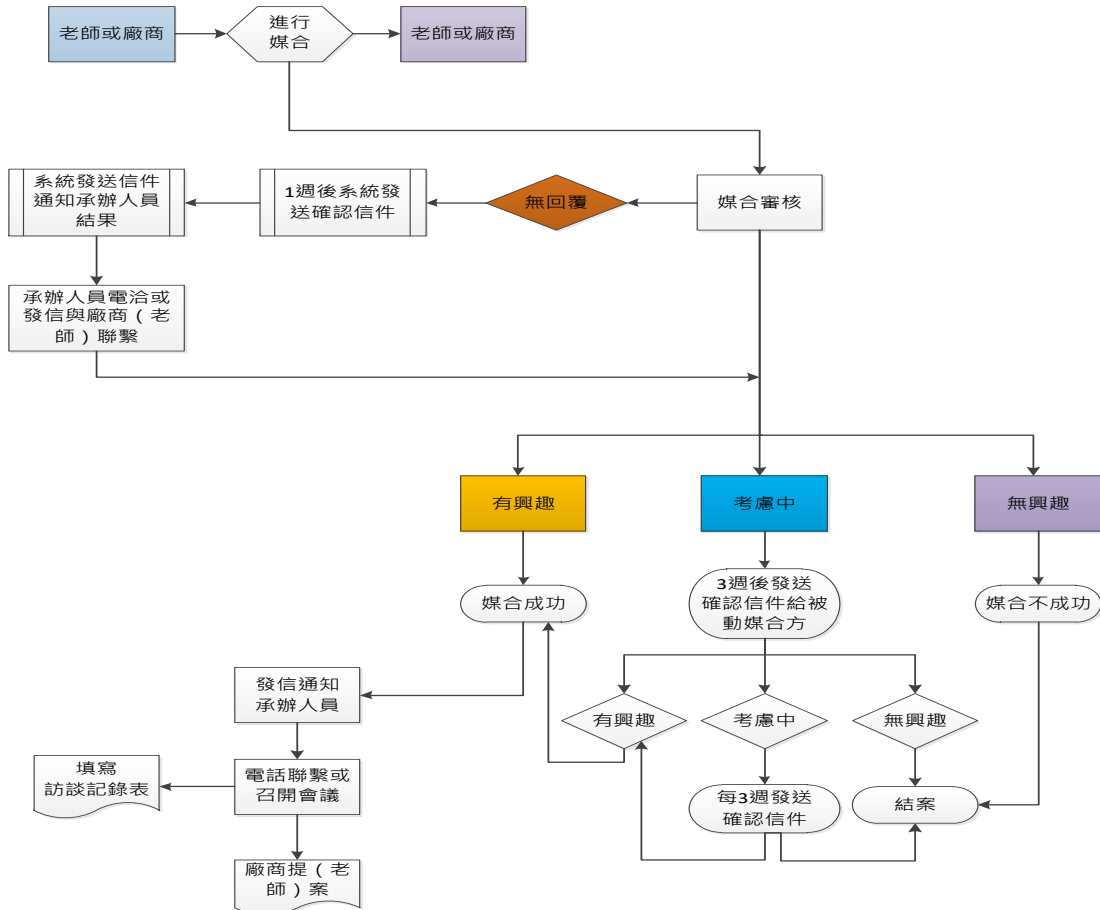 老師或廠商
進行
媒合
老師或廠商
系統發送信件
通知承辦人員
結果
1週後系統發
送確認信件
無回覆
媒合審核
承辦人員電洽或
發信與廠商（老
師）聯繫
有興趣
考慮中
無興趣
媒合成功
3週後發送
確認信件給被
動媒合方
媒合不成功
發信通知
承辦人員
有興趣
考慮中
無興趣
填寫
訪談記錄表
電話聯繫或
召開會議
每3週發送
確認信件
結案
廠商提（老
師）案